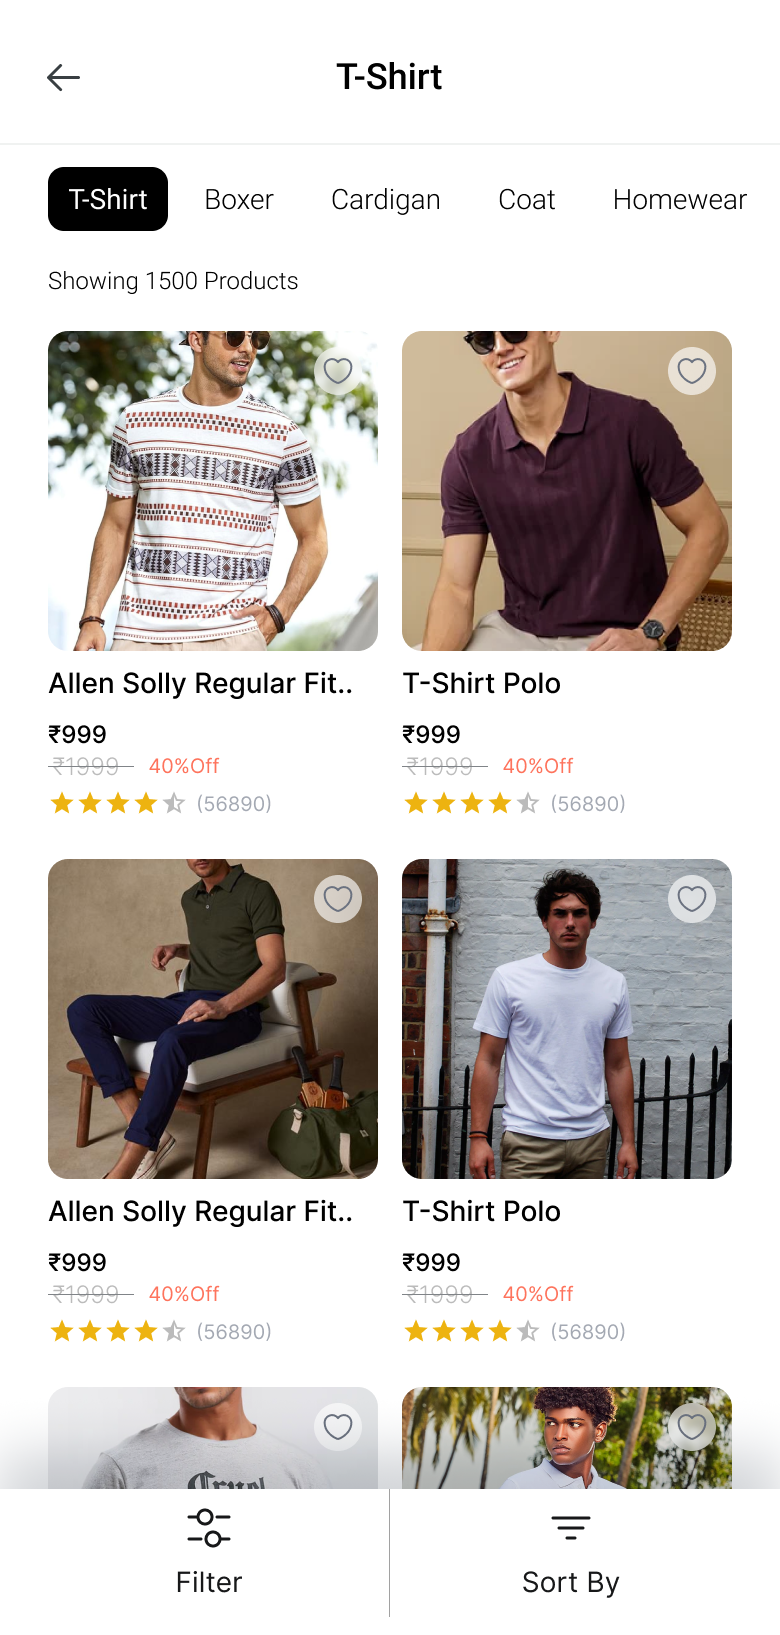 T-Shirt
T-Shirt Boxer Cardigan Coat Homewear
Showing 1500 Products
Allen Solly Regular Fit..
₹999
₹1999 40%Off
(56890)
T-Shirt Polo
₹999
₹1999 40%Off
(56890)
Allen Solly Regular Fit..
₹999
₹1999 40%Off
(56890)
T-Shirt Polo
₹999
₹1999 40%Off
(56890)
Filter
Sort By